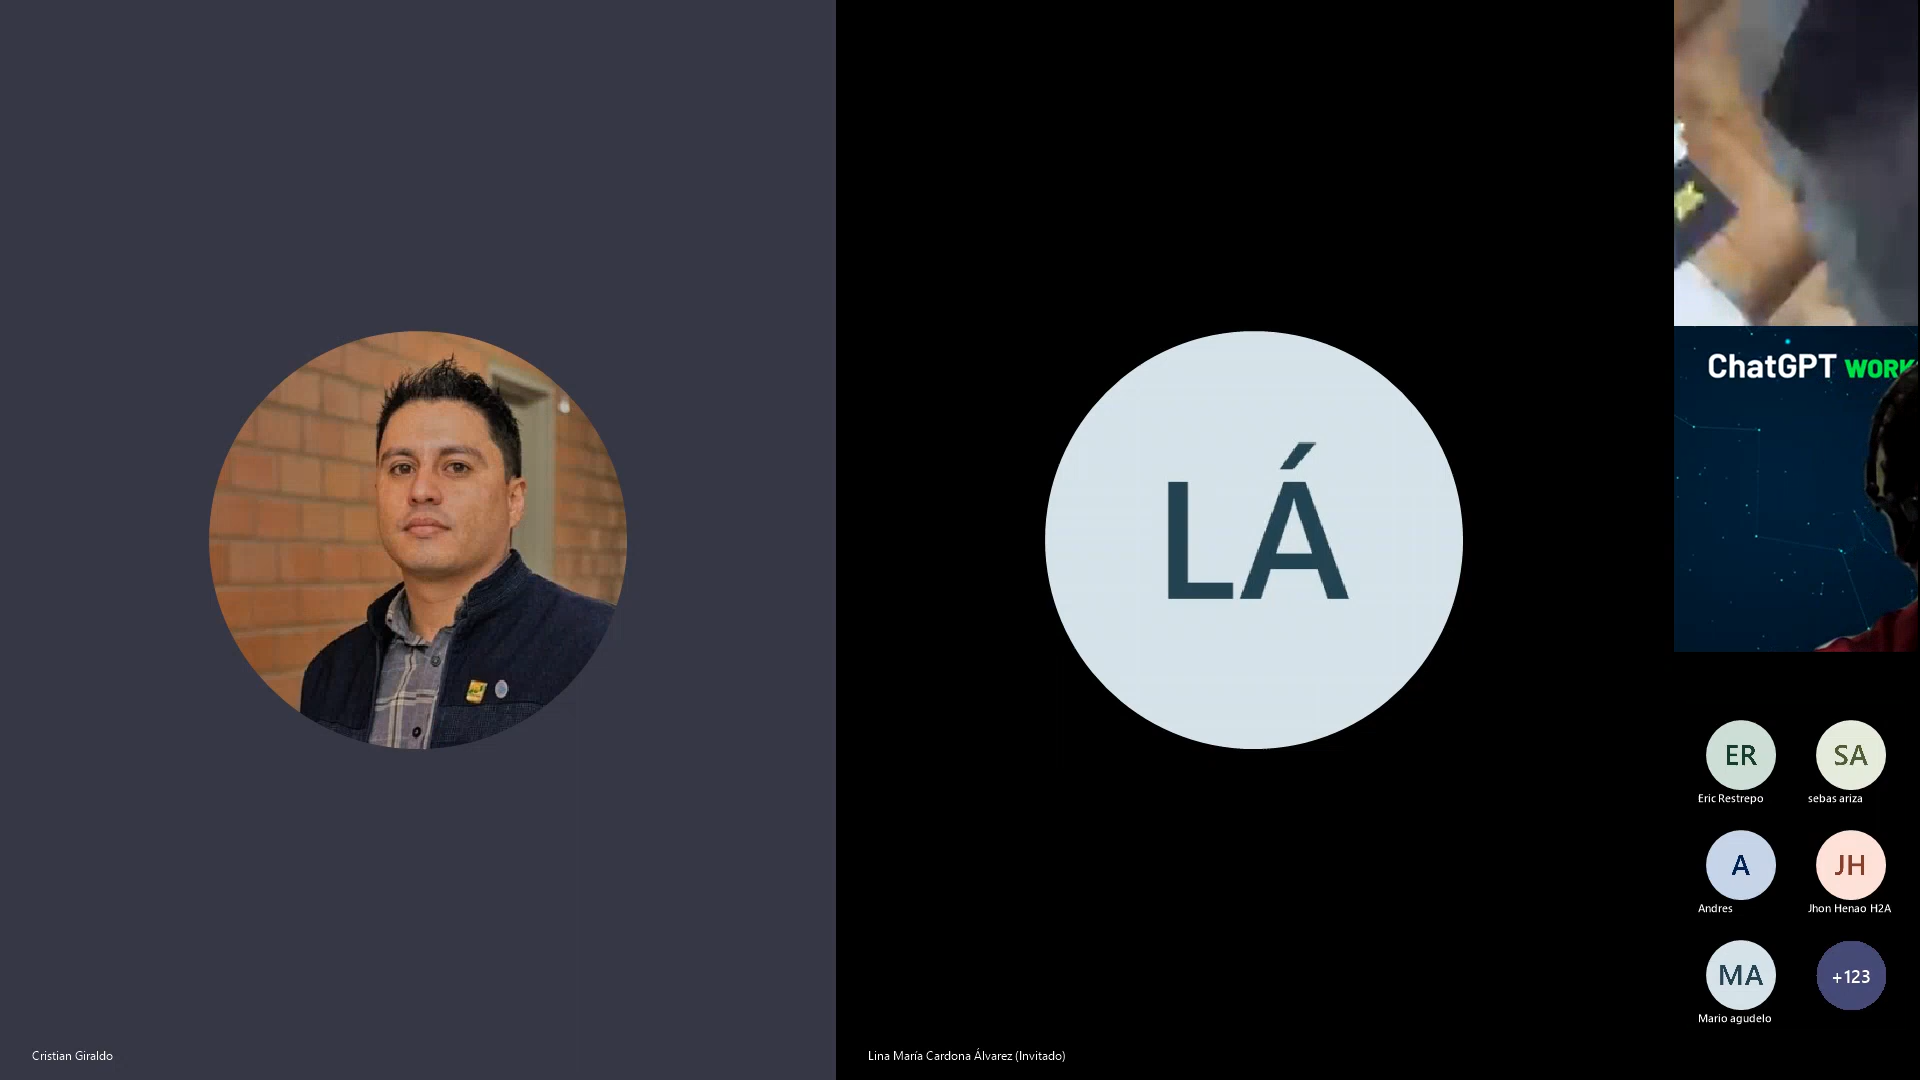 ChatGPT WORK
LÁ
ER
SA
Eric Restrepo
sebas ariza
A
JH
Andres
Jhon Henao H2A
MA
+123
Mario agudelo
Cristian Giraldo
Lina María Cardona Álvarez (Invitado)